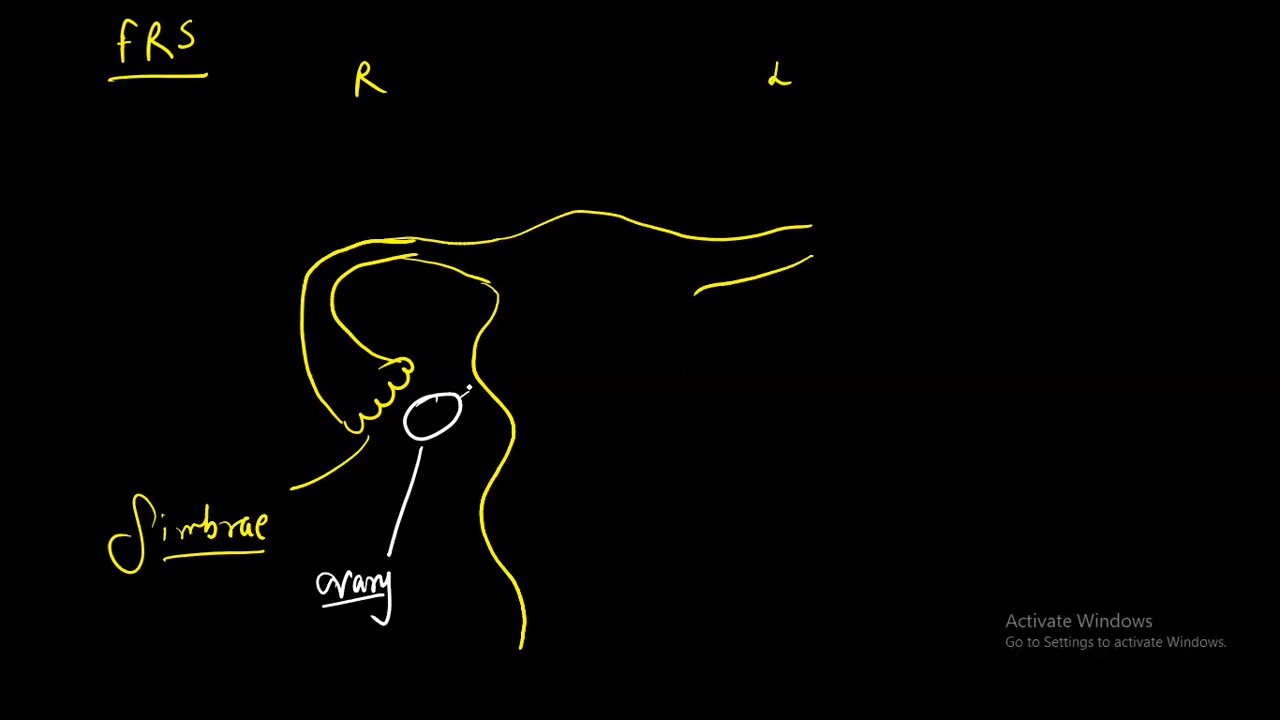 FRS
R
L
fimbrae
ovary
Activate Windows
Go to Settings to activate Windows.